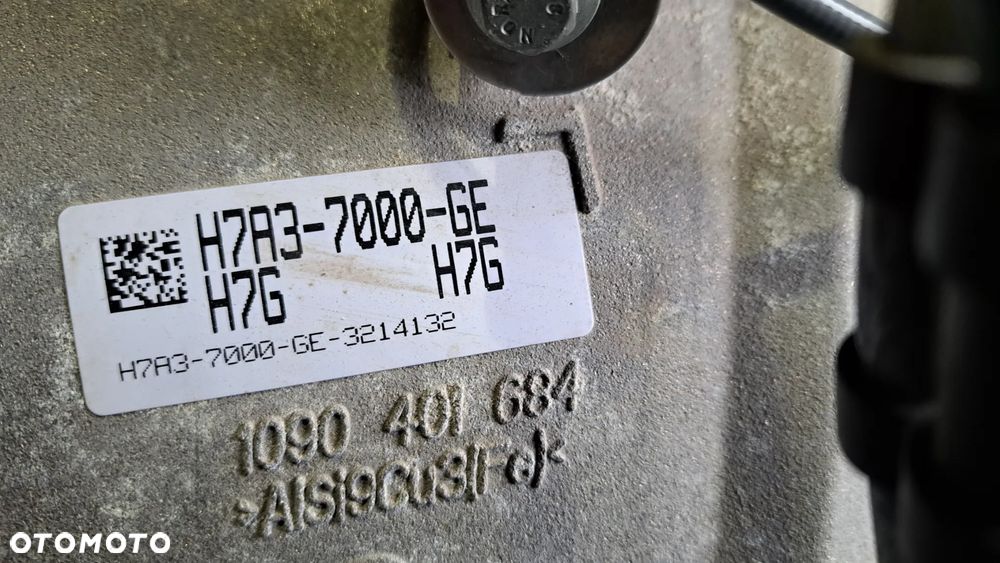 H7A3-7000-GE
H7G H7G
H7A3-7000-GE-3214132
1090 401 684
>AlSi9Cu3(Fe)<
OTOMOTO